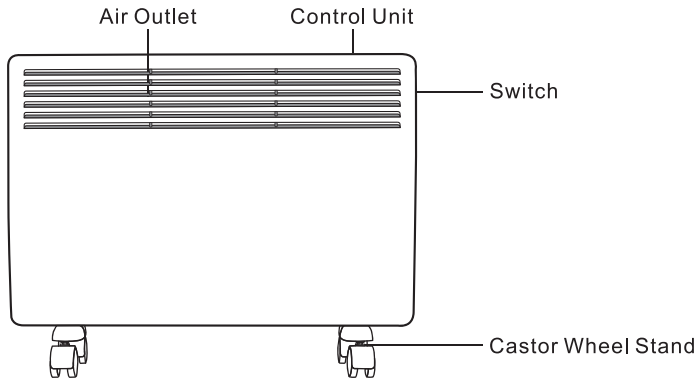 Air Outlet
Control Unit
Switch
Castor Wheel Stand